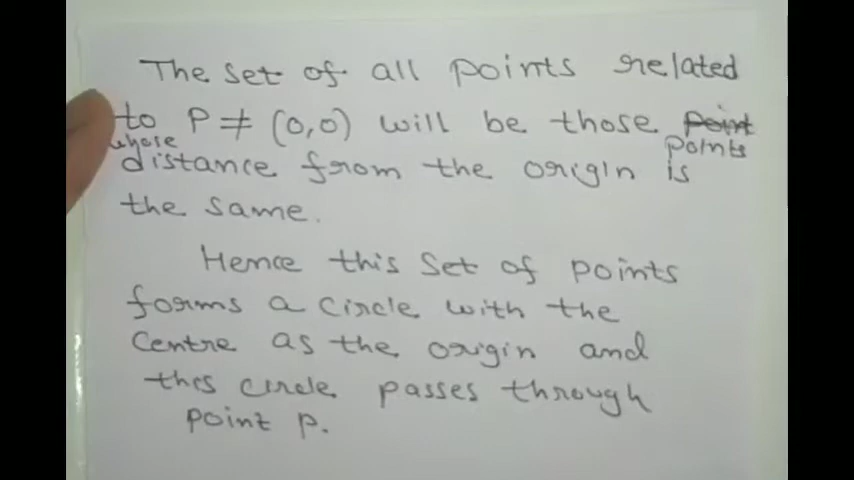 The set of all points related
to P ≠ (0,0) will be those point points
whose
distance from the origin is
the same.
Hence this set of points
forms a circle with the
centre as the origin and
this circle passes through
point P.